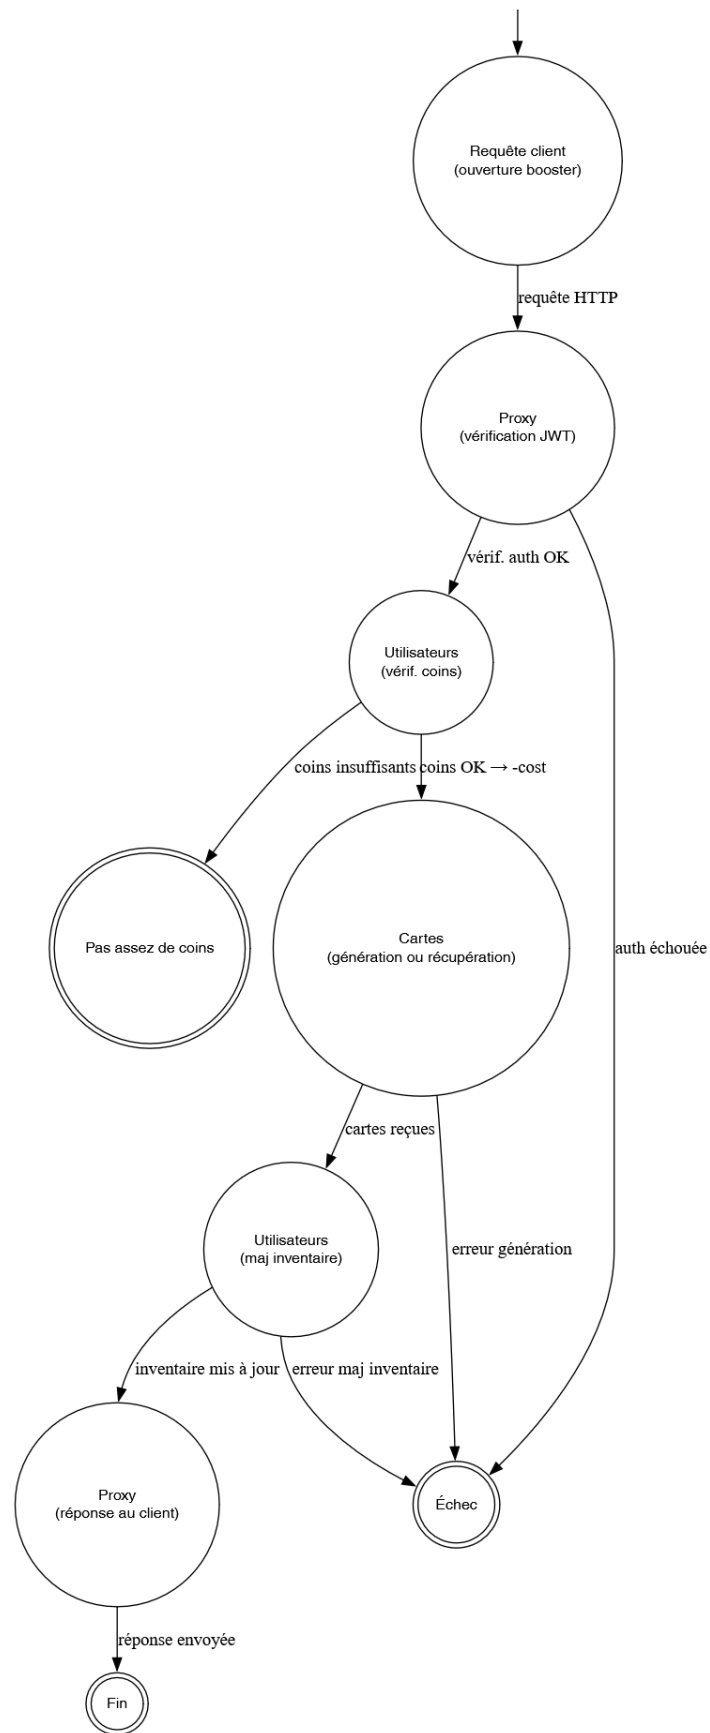 Requête client
(ouverture booster)
requête HTTP
Proxy
(vérification JWT)
vérif. auth OK
Utilisateurs
(vérif. coins)
coins insuffisants
coins OK → -cost
Pas assez de coins
Cartes
(génération ou récupération)
auth échouée
cartes reçues
Utilisateurs
(maj inventaire)
erreur génération
inventaire mis à jour
erreur maj inventaire
Proxy
(réponse au client)
Échec
réponse envoyée
Fin